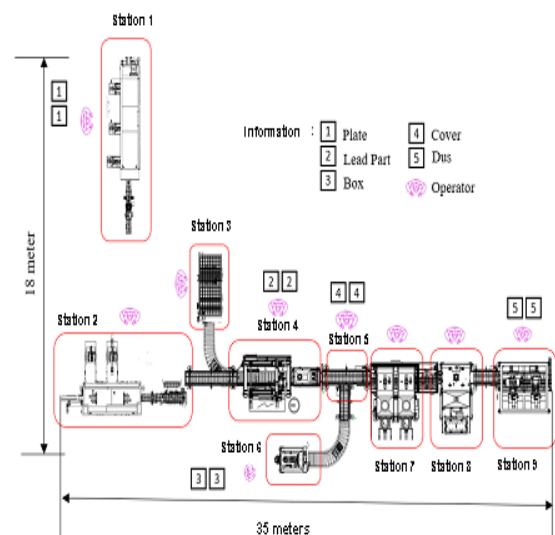 Station 1
1
1
Information :
1 Plate
4 Cover
2 Lead Part
5 Dus
3 Box
Operator
18 meter
Station 3
2 2
4 4
5 5
Station 2
Station 4
Station 5
Station 6
3 3
Station 7
Station 8
Station 9
35 meters